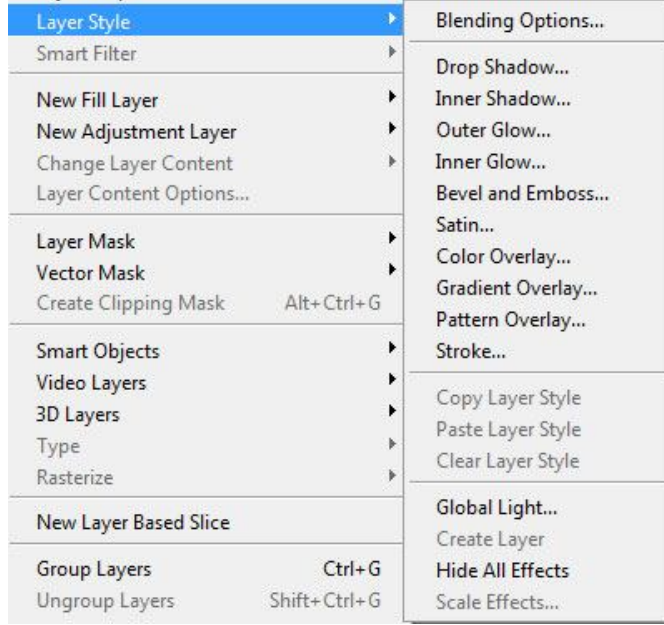 Layer Style
Smart Filter
New Fill Layer
New Adjustment Layer
Change Layer Content
Layer Content Options...
Layer Mask
Vector Mask
Create Clipping Mask Alt+Ctrl+G
Smart Objects
Video Layers
3D Layers
Type
Rasterize
New Layer Based Slice
Group Layers Ctrl+G
Ungroup Layers Shift+Ctrl+G
Blending Options...
Drop Shadow...
Inner Shadow...
Outer Glow...
Inner Glow...
Bevel and Emboss...
Satin...
Color Overlay...
Gradient Overlay...
Pattern Overlay...
Stroke...
Copy Layer Style
Paste Layer Style
Clear Layer Style
Global Light...
Create Layer
Hide All Effects
Scale Effects...